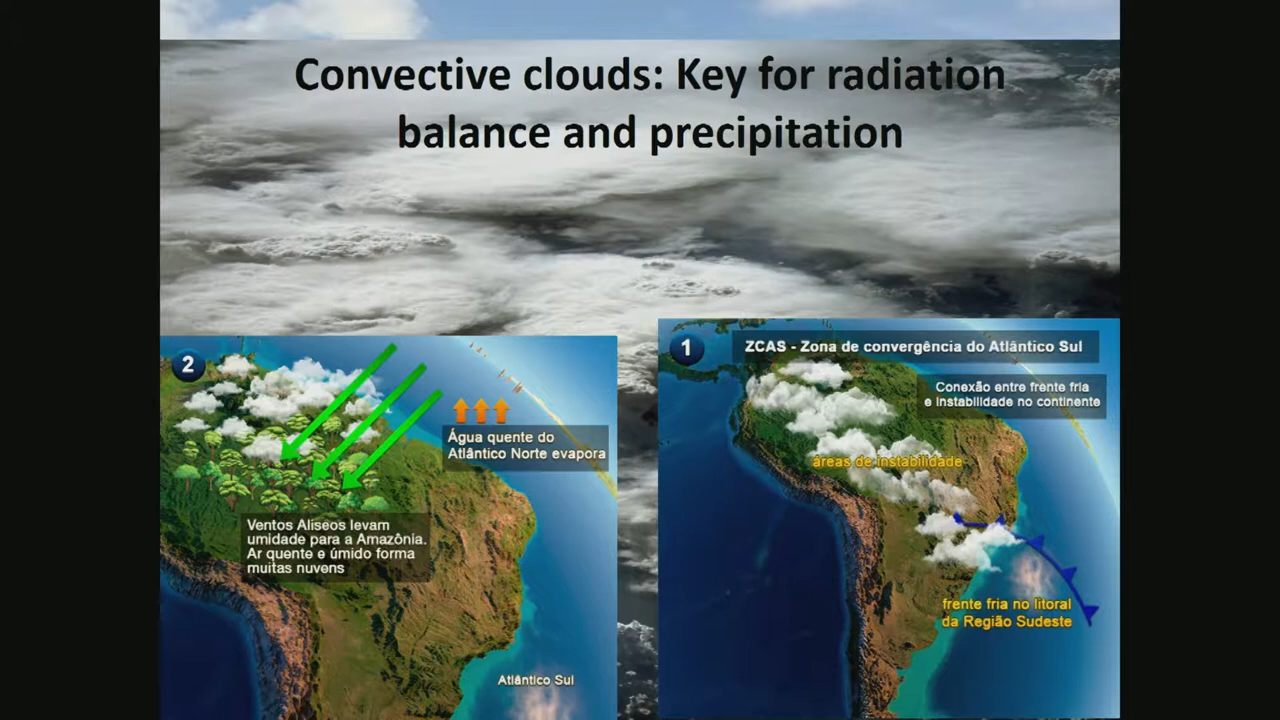 Convective clouds: Key for radiation
balance and precipitation
2
Água quente do
Atlântico Norte evapora
Ventos Alíseos levam
umidade para a Amazônia.
Ar quente e úmido forma
muitas nuvens
Atlântico Sul
1
ZCAS - Zona de convergência do Atlântico Sul
Conexão entre frente fria
e instabilidade no continente
áreas de instabilidade
frente fria no litoral
da Região Sudeste